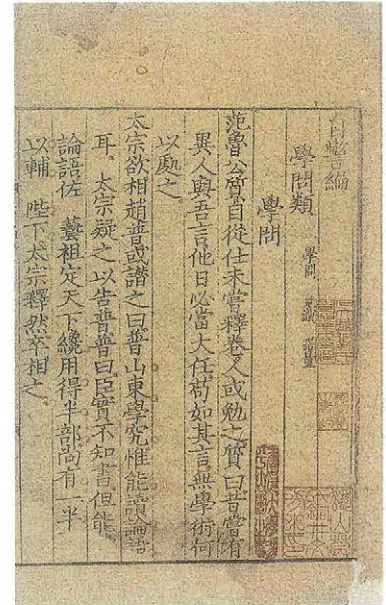 自警編
學問類
學問
學問
范魯公質自從仕未嘗釋卷人或勉之質曰昔嘗有
異人與吾言他日必當大任苟如其言無學術何
以處之
太宗欲相趙普或譖之曰普山東學究惟能讀論語
耳 太宗疑之以告普普曰臣實不知書但能
論語佐 藝祖定天下纔用得半部尚有一半
以輔 陛下太宗釋然卒相之